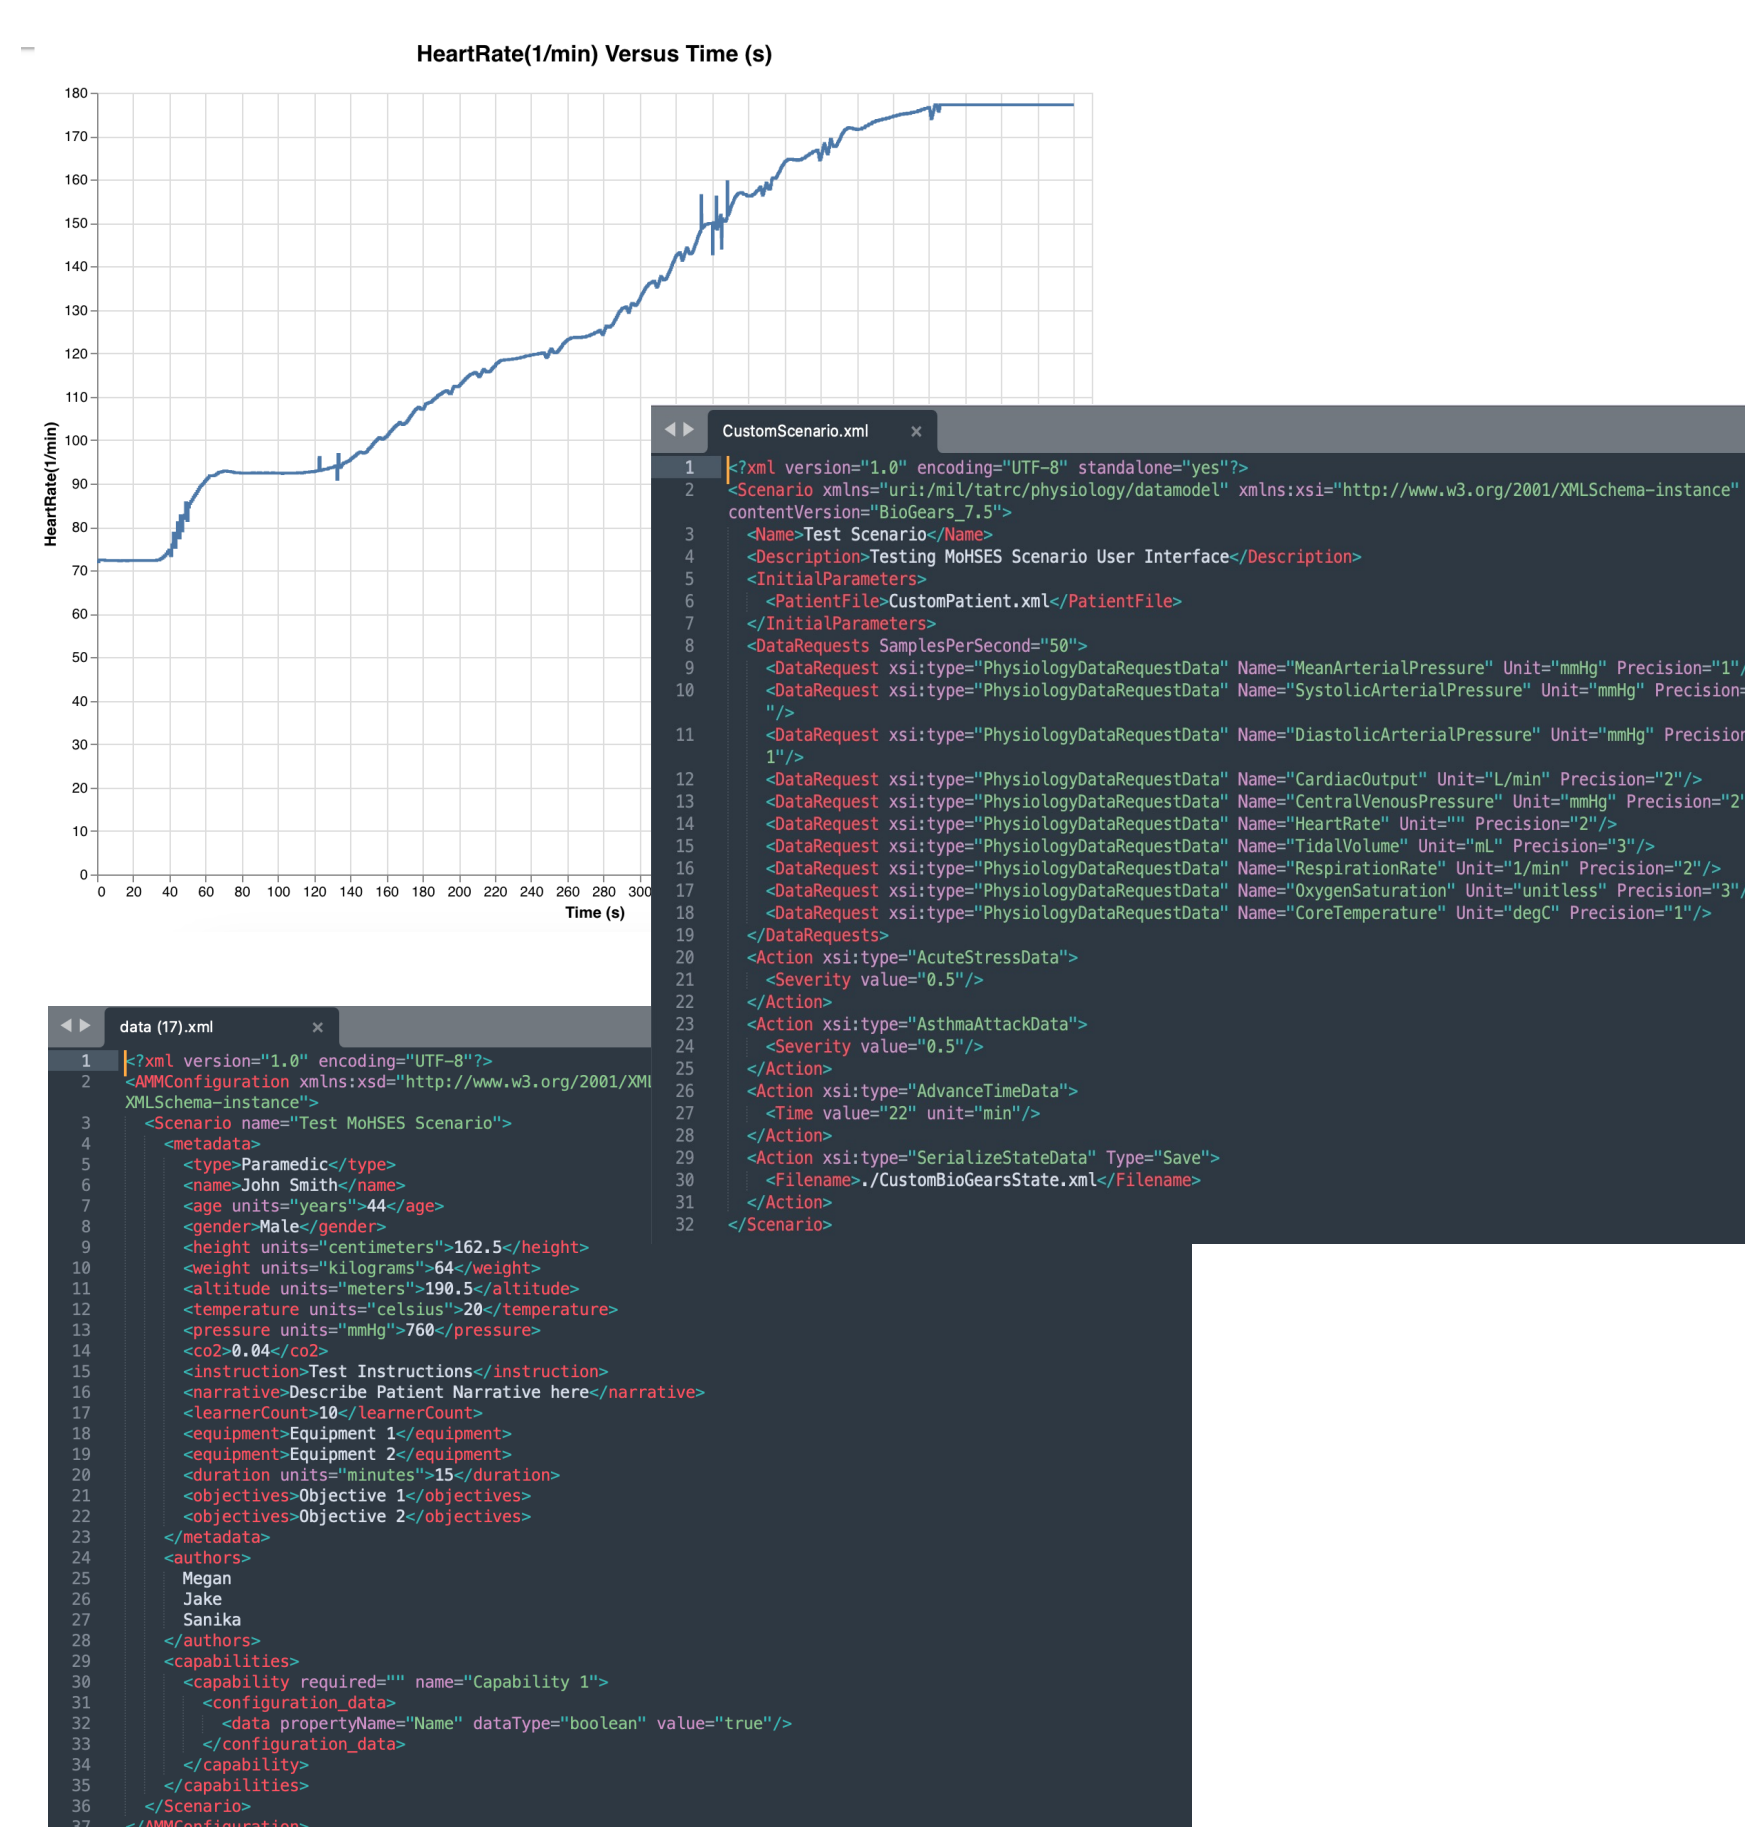 HeartRate(1/min) Versus Time (s)
180
170
160
150
140
130
120
110
100
90
80
70
60
50
40
30
20
10
0
HeartRate(1/min)
0 20 40 60 80 100 120 140 160 180 200 220 240 260 280 300
Time (s)
CustomScenario.xml ×
1 <?xml version="1.0" encoding="UTF-8" standalone="yes"?>
2 <Scenario xmlns="uri:/mil/tatrc/physiology/datamodel" xmlns:xsi="http://www.w3.org/2001/XMLSchema-instance"
contentVersion="BioGears_7.5">
3 <Name>Test Scenario</Name>
4 <Description>Testing MoHSES Scenario User Interface</Description>
5 <InitialParameters>
6 <PatientFile>CustomPatient.xml</PatientFile>
7 </InitialParameters>
8 <DataRequests SamplesPerSecond="50">
9 <DataRequest xsi:type="PhysiologyDataRequestData" Name="MeanArterialPressure" Unit="mmHg" Precision="1"/
10 <DataRequest xsi:type="PhysiologyDataRequestData" Name="SystolicArterialPressure" Unit="mmHg" Precision=
"/>
11 <DataRequest xsi:type="PhysiologyDataRequestData" Name="DiastolicArterialPressure" Unit="mmHg" Precision
1"/>
12 <DataRequest xsi:type="PhysiologyDataRequestData" Name="CardiacOutput" Unit="L/min" Precision="2"/>
13 <DataRequest xsi:type="PhysiologyDataRequestData" Name="CentralVenousPressure" Unit="mmHg" Precision="2"
14 <DataRequest xsi:type="PhysiologyDataRequestData" Name="HeartRate" Unit="" Precision="2"/>
15 <DataRequest xsi:type="PhysiologyDataRequestData" Name="TidalVolume" Unit="mL" Precision="3"/>
16 <DataRequest xsi:type="PhysiologyDataRequestData" Name="RespirationRate" Unit="1/min" Precision="2"/>
17 <DataRequest xsi:type="PhysiologyDataRequestData" Name="OxygenSaturation" Unit="unitless" Precision="3"/
18 <DataRequest xsi:type="PhysiologyDataRequestData" Name="CoreTemperature" Unit="degC" Precision="1"/>
19 </DataRequests>
20 <Action xsi:type="AcuteStressData">
21 <Severity value="0.5"/>
22 </Action>
23 <Action xsi:type="AsthmaAttackData">
24 <Severity value="0.5"/>
25 </Action>
26 <Action xsi:type="AdvanceTimeData">
27 <Time value="22" unit="min"/>
28 </Action>
29 <Action xsi:type="SerializeStateData" Type="Save">
30 <Filename>./CustomBioGearsState.xml</Filename>
31 </Action>
32 </Scenario>
data (17).xml ×
1 <?xml version="1.0" encoding="UTF-8"?>
2 <AMMConfiguration xmlns:xsd="http://www.w3.org/2001/XML
XMLSchema-instance">
3 <Scenario name="Test MoHSES Scenario">
4 <metadata>
5 <type>Paramedic</type>
6 <name>John Smith</name>
7 <age units="years">44</age>
8 <gender>Male</gender>
9 <height units="centimeters">162.5</height>
10 <weight units="kilograms">64</weight>
11 <altitude units="meters">190.5</altitude>
12 <temperature units="celsius">20</temperature>
13 <pressure units="mmHg">760</pressure>
14 <co2>0.04</co2>
15 <instruction>Test Instructions</instruction>
16 <narrative>Describe Patient Narrative here</narrative>
17 <learnerCount>10</learnerCount>
18 <equipment>Equipment 1</equipment>
19 <equipment>Equipment 2</equipment>
20 <duration units="minutes">15</duration>
21 <objectives>Objective 1</objectives>
22 <objectives>Objective 2</objectives>
23 </metadata>
24 <authors>
25 Megan
26 Jake
27 Sanika
28 </authors>
29 <capabilities>
30 <capability required="" name="Capability 1">
31 <configuration_data>
32 <data propertyName="Name" dataType="boolean" value="true"/>
33 </configuration_data>
34 </capability>
35 </capabilities>
36 </Scenario>
37 </AMMConfiguration>